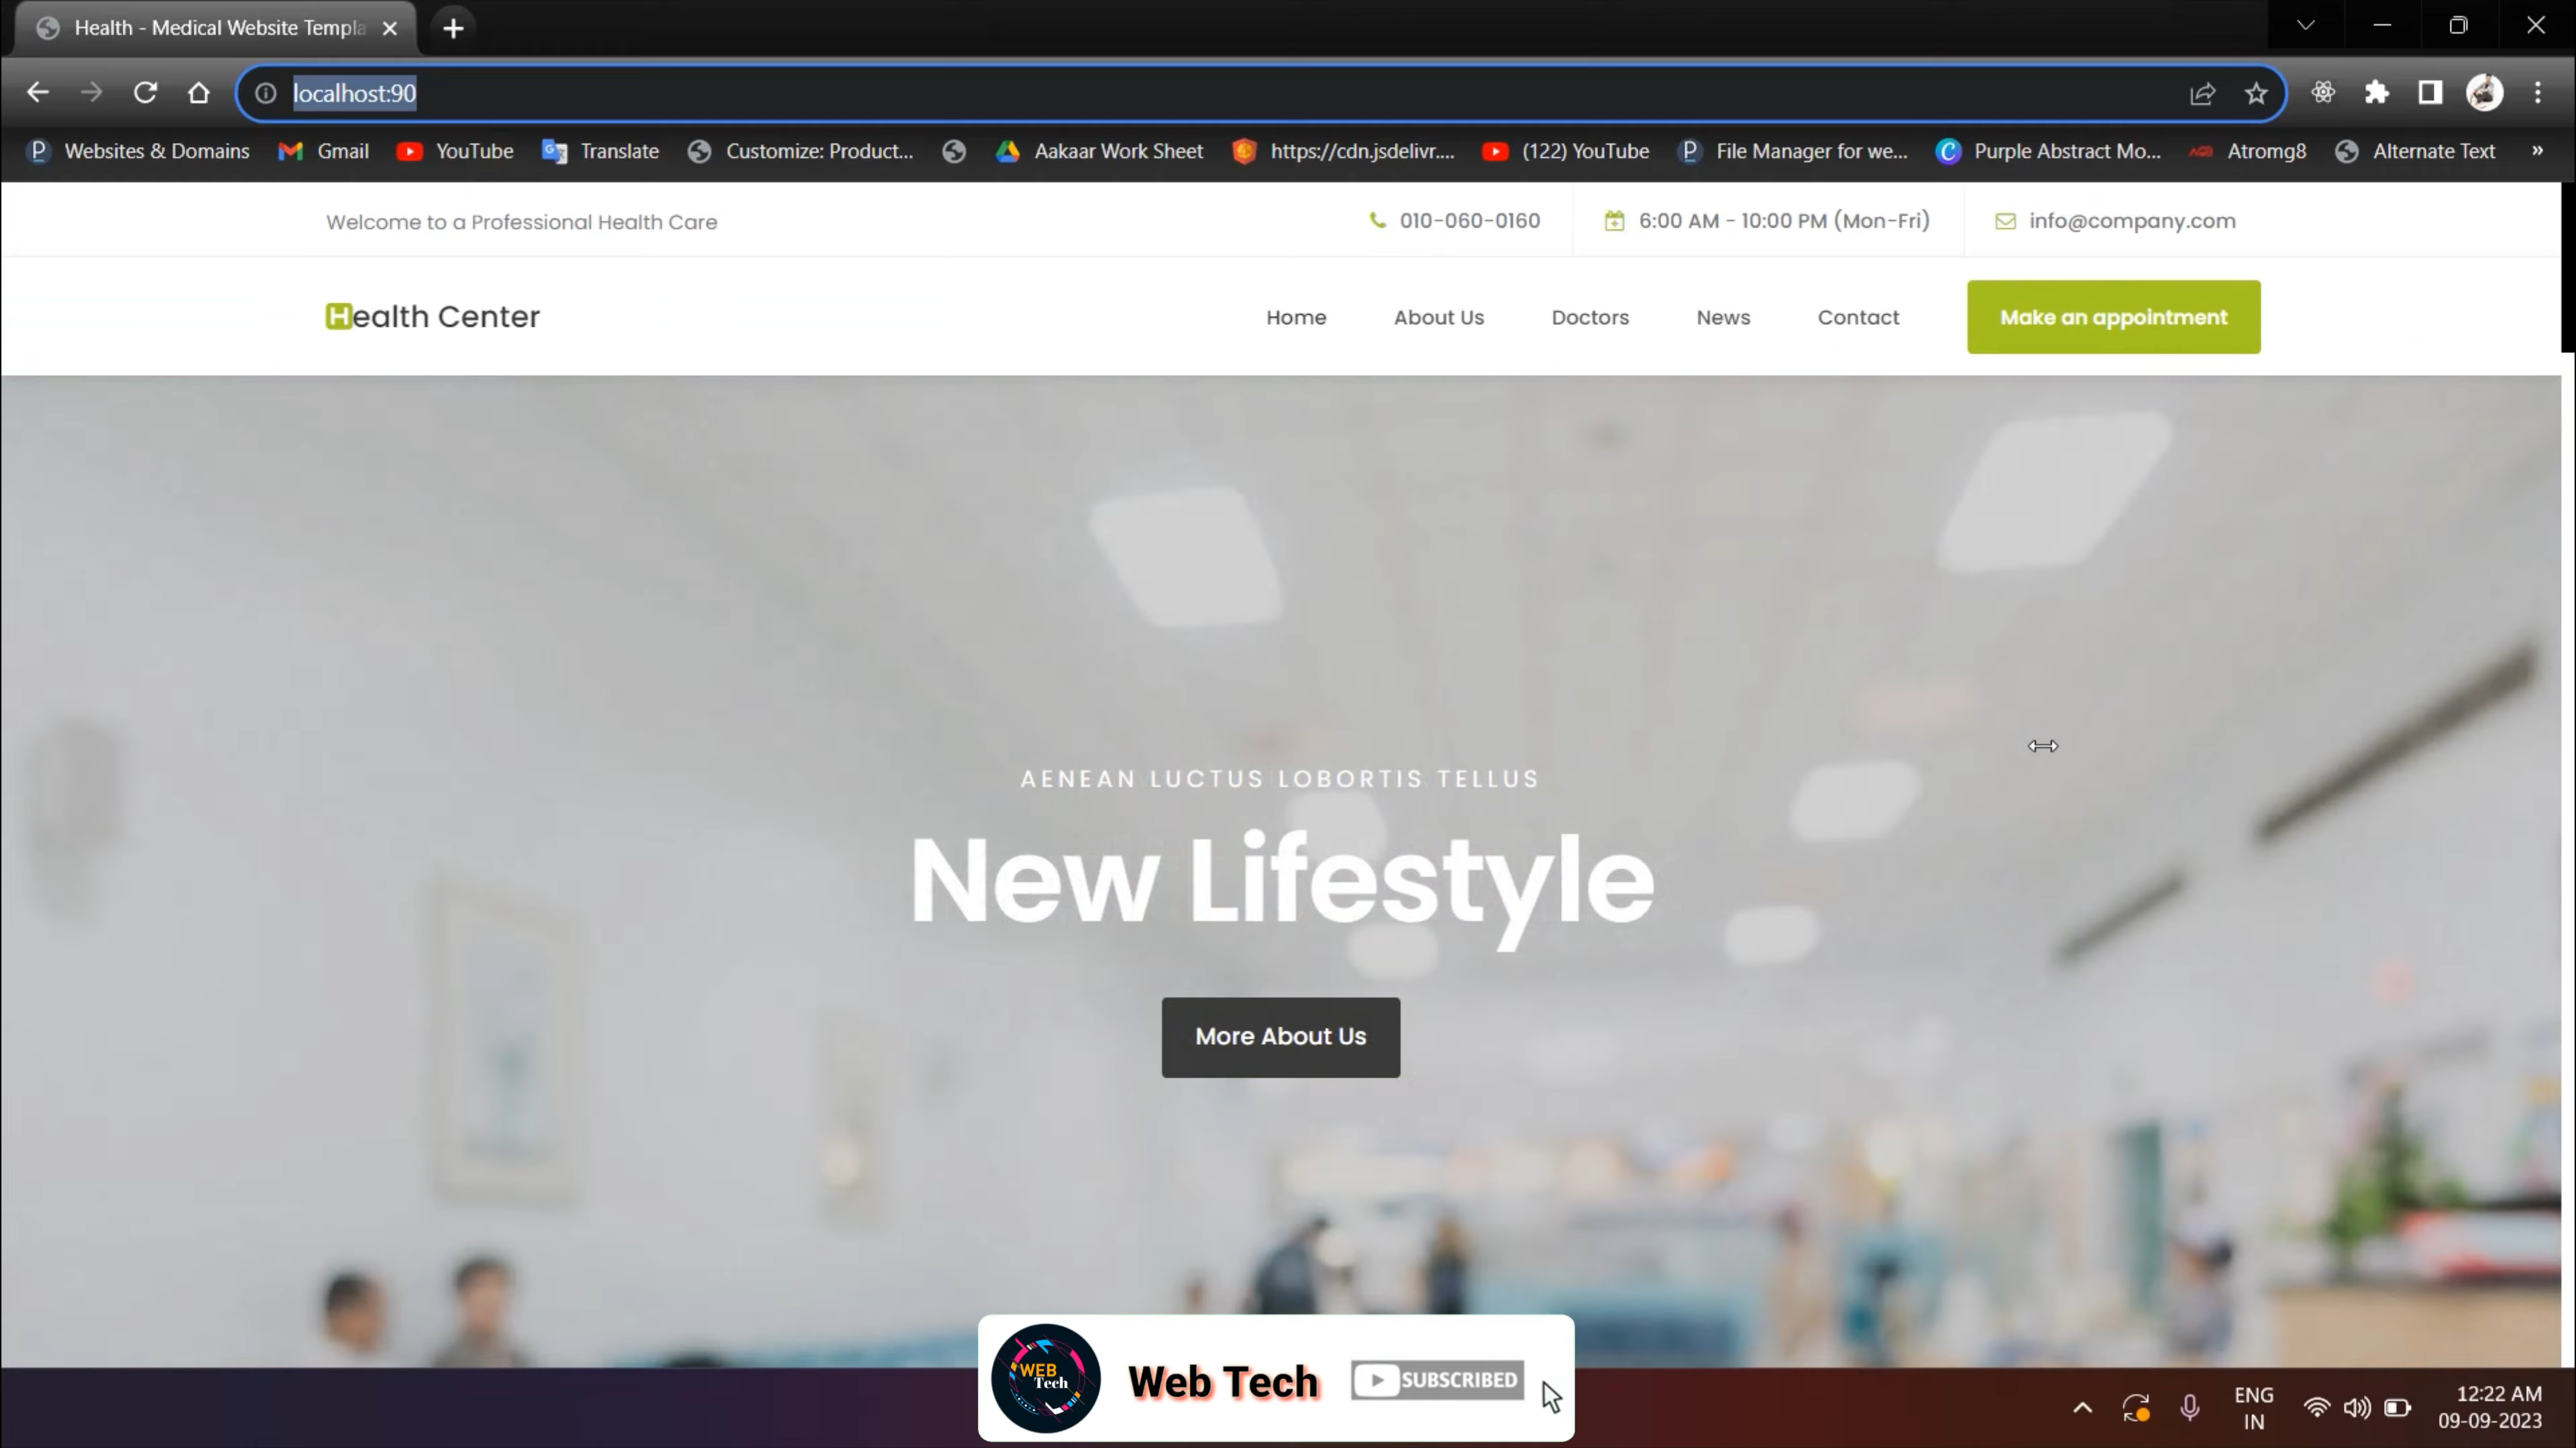 Health - Medical Website Templa
localhost:90
Websites & Domains Gmail YouTube Translate Customize: Product... Aakaar Work Sheet https://cdn.jsdelivr.... (122) YouTube File Manager for we... Purple Abstract Mo... Atromg8 Alternate Text »
Welcome to a Professional Health Care 010-060-0160 6:00 AM - 10:00 PM (Mon-Fri) info@company.com
Health Center Home About Us Doctors News Contact Make an appointment
AENEAN LUCTUS LOBORTIS TELLUS
New Lifestyle
More About Us
WEB
Tech
Web Tech SUBSCRIBED
ENG
IN
12:22 AM
09-09-2023